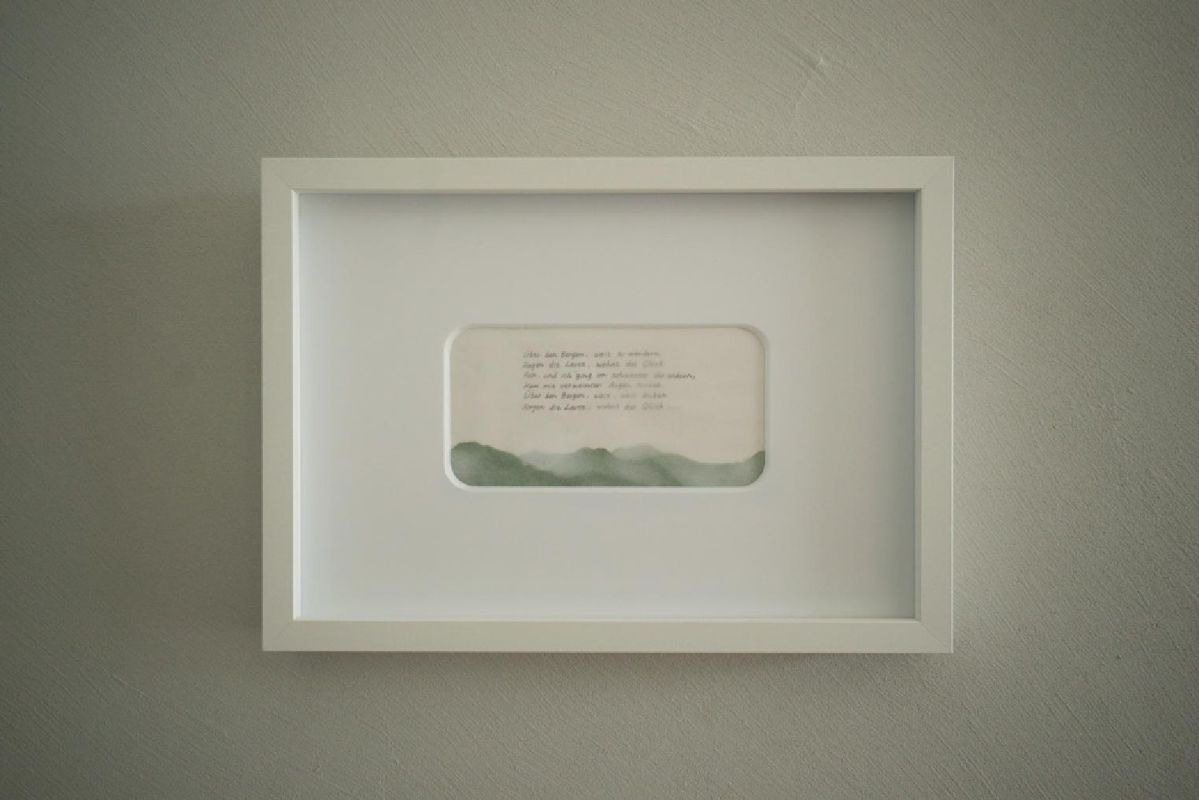 Über den Bergen, weit zu wandern,
sagen die Leute, wohnt das Glück.
Ach, und ich ging im Schwarme der andern,
kam mit verweinten Augen zurück.
Über den Bergen, weit, weit drüben
sagen die Leute, wohnt das Glück...